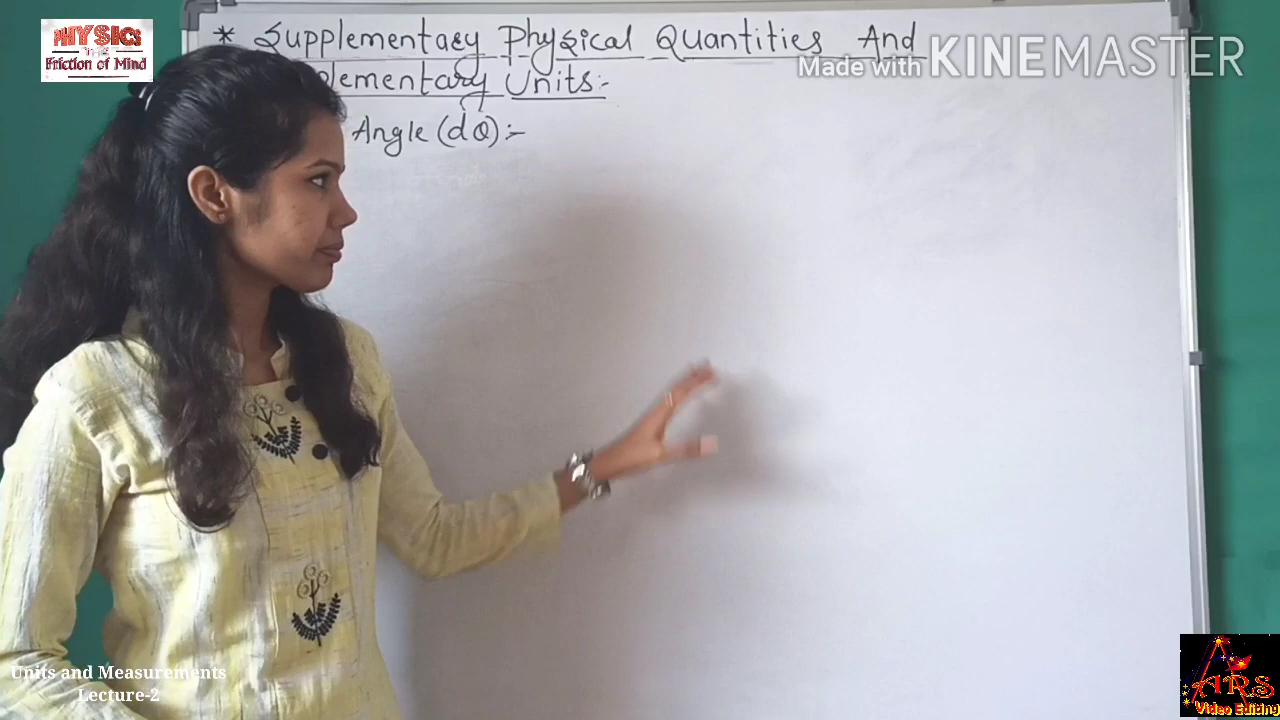 PHYSICS
THE
Friction of Mind
* Supplementary Physical Quantities And
plementary Units:-
Angle (dθ):-
Made with KINEMASTER
Units and Measurements
Lecture-2
ARS
Video Editing